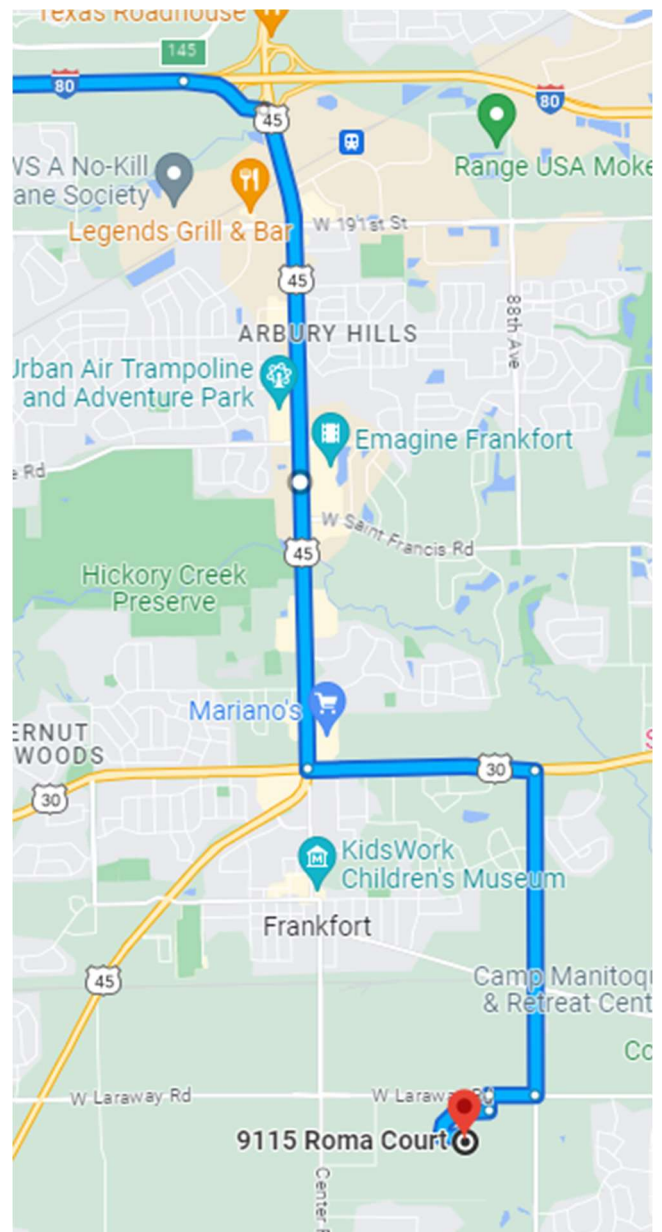 Texas Roadhouse
145
80
45
80
WS A No-Kill
ane Society
Range USA Moke
Legends Grill & Bar
W 191st St
45
88th Ave
ARBURY HILLS
Urban Air Trampoline
and Adventure Park
Emagine Frankfort
e Rd
W Saint Francis Rd
45
Hickory Creek
Preserve
Mariano's
ERNUT
WOODS
S
30
30
KidsWork
Children's Museum
Frankfort
45
Camp Manitoqu
& Retreat Cent
Co
W Laraway Rd
W Laraway Rd
9115 Roma Court
Center